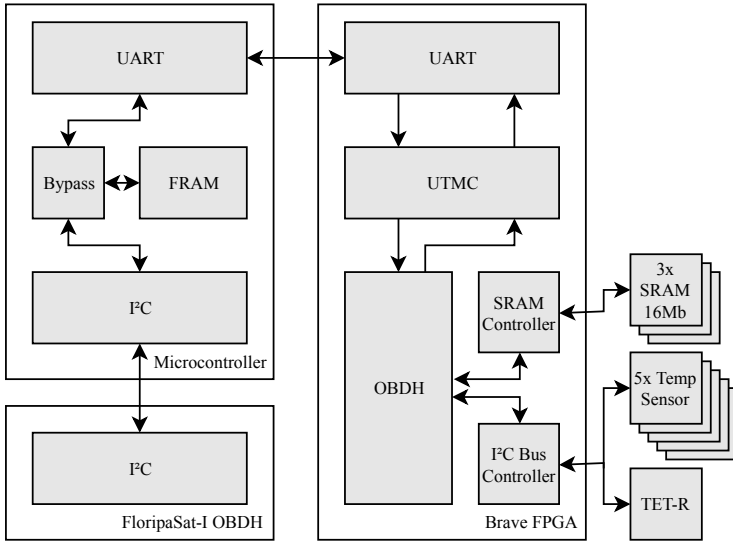 UART
Bypass
FRAM
I²C
Microcontroller
I²C
FloripaSat-I OBDH
UART
UTMC
OBDH
SRAM
Controller
I²C Bus
Controller
Brave FPGA
3x
SRAM
16Mb
5x Temp
Sensor
TET-R